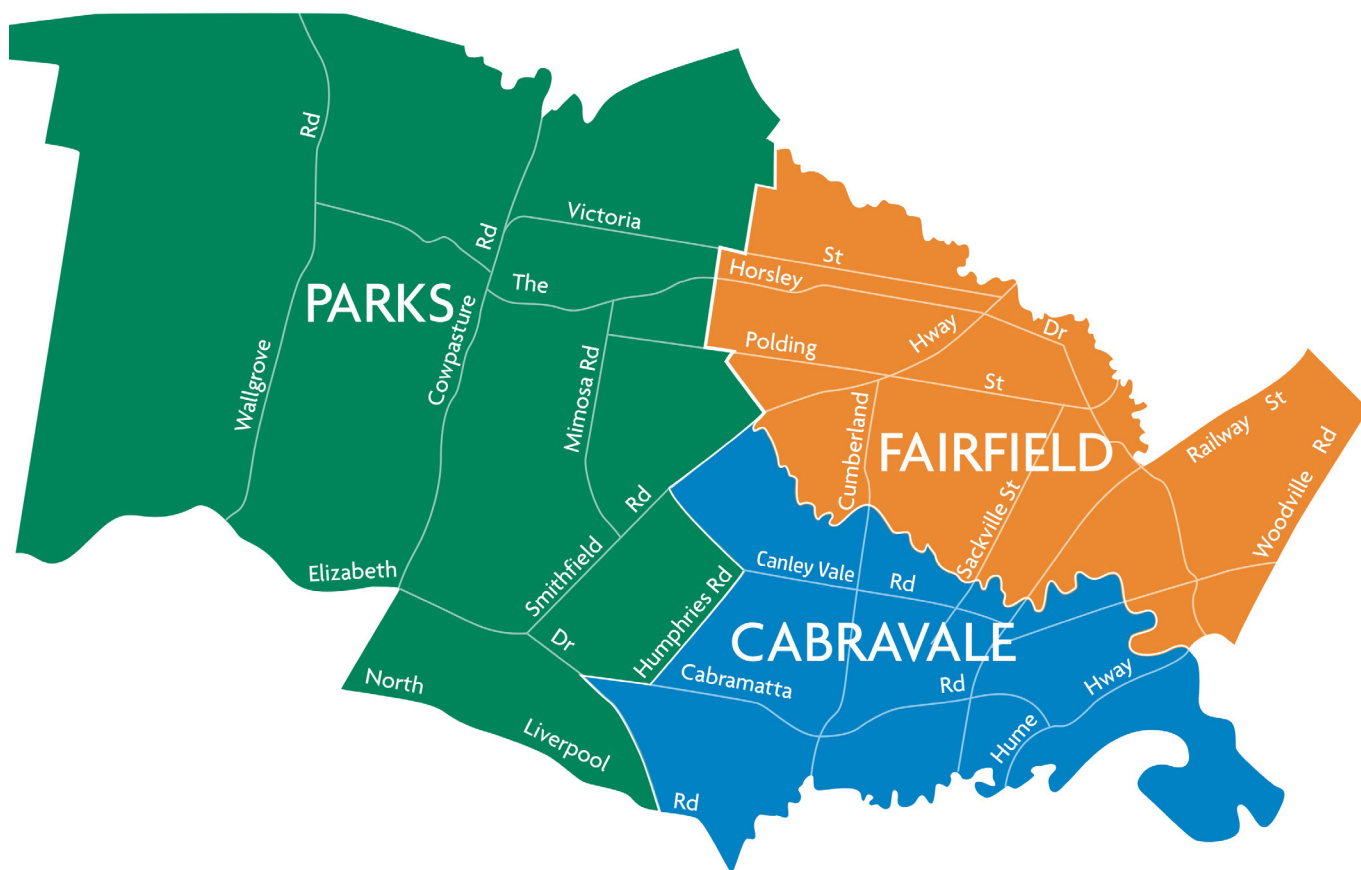 Rd
Victoria St
Rd
The Horsley Dr
PARKS
Cowpasture
Wallgrove
Mimosa Rd
Polding St
Hway
Cumberland
FAIRFIELD
Railway St
Woodville Rd
Sackville St
Smithfield Rd
Elizabeth Dr
Humphries Rd
Canley Vale Rd
CABRAVALE
Cabramatta Rd
Hume Hway
North Liverpool Rd